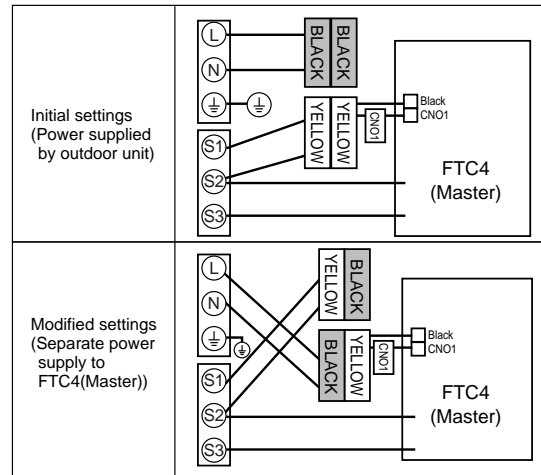 Initial settings
(Power supplied
by outdoor unit)
L
N
S1
S2
S3
BLACK
BLACK
YELLOW
YELLOW
CNO1
Black
CNO1
FTC4
(Master)
Modified settings
(Separate power
supply to
FTC4(Master))
L
N
S1
S2
S3
YELLOW
BLACK
BLACK
YELLOW
CNO1
Black
CNO1
FTC4
(Master)